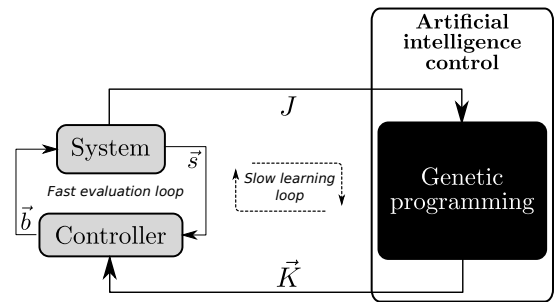 Artificial
intelligence
control
J
System
s⃗
Fast evaluation loop
Slow learning
loop
Genetic
programming
b⃗
Controller
K⃗